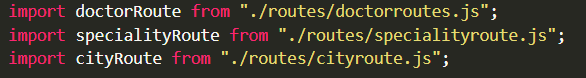 import doctorRoute from "./routes/doctorroutes.js";
import specialityRoute from "./routes/specialityroute.js";
import cityRoute from "./routes/cityroute.js";